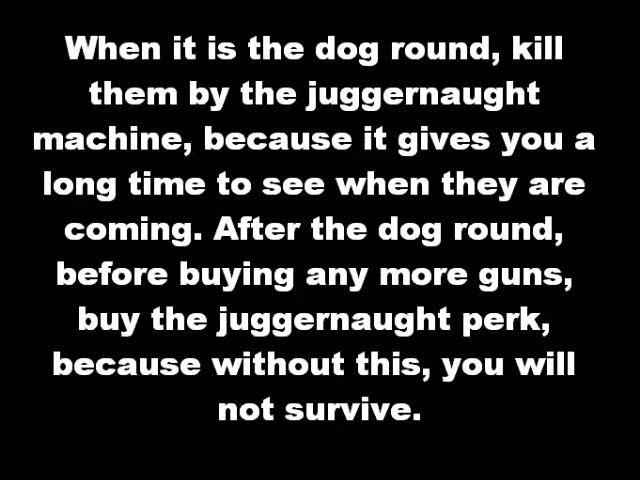 When it is the dog round, kill
them by the juggernaught
machine, because it gives you a
long time to see when they are
coming. After the dog round,
before buying any more guns,
buy the juggernaught perk,
because without this, you will
not survive.